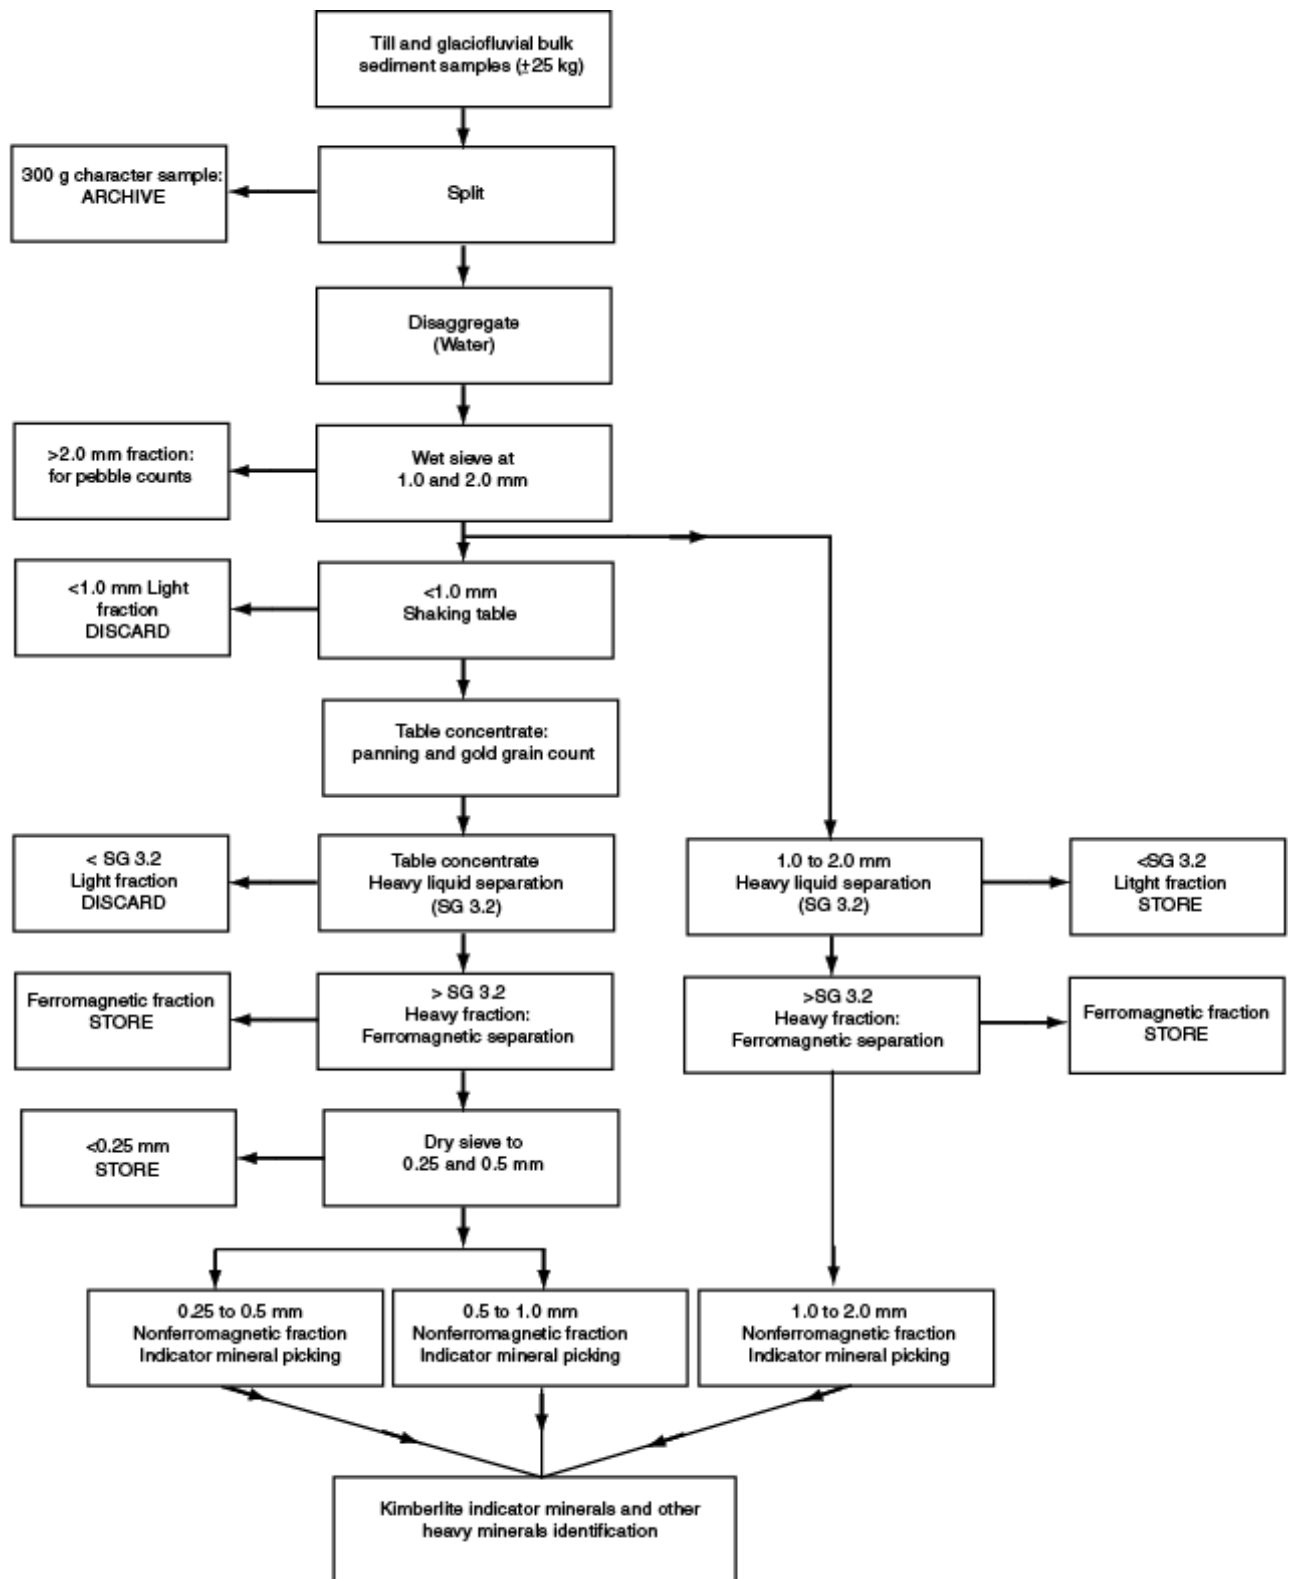 Till and glaciofluvial bulk
sediment samples (±25 kg)
300 g character sample:
ARCHIVE
Split
Disaggregate
(Water)
>2.0 mm fraction:
for pebble counts
Wet sieve at
1.0 and 2.0 mm
<1.0 mm Light
fraction
DISCARD
<1.0 mm
Shaking table
Table concentrate:
panning and gold grain count
< SG 3.2
Light fraction
DISCARD
Table concentrate
Heavy liquid separation
(SG 3.2)
1.0 to 2.0 mm
Heavy liquid separation
(SG 3.2)
<SG 3.2
Litght fraction
STORE
Ferromagnetic fraction
STORE
> SG 3.2
Heavy fraction:
Ferromagnetic separation
>SG 3.2
Heavy fraction:
Ferromagnetic separation
Ferromagnetic fraction
STORE
<0.25 mm
STORE
Dry sieve to
0.25 and 0.5 mm
0.25 to 0.5 mm
Nonferromagnetic fraction
Indicator mineral picking
0.5 to 1.0 mm
Nonferromagnetic fraction
Indicator mineral picking
1.0 to 2.0 mm
Nonferromagnetic fraction
Indicator mineral picking
Kimberlite indicator minerals and other
heavy minerals identification